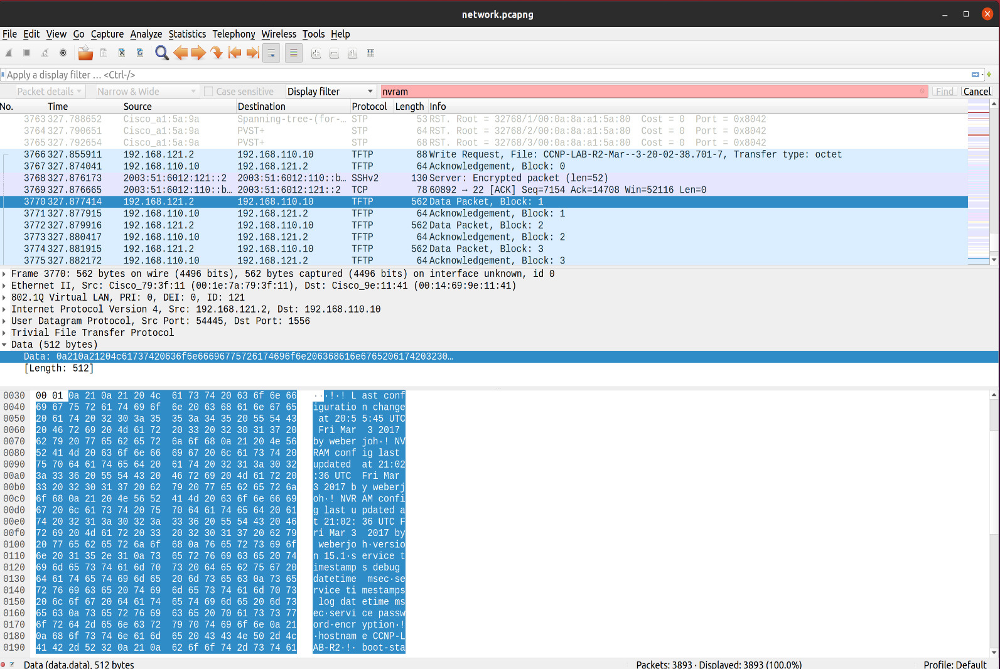 network.pcapng
File Edit View Go Capture Analyze Statistics Telephony Wireless Tools Help
Apply a display filter … <Ctrl-/>
Packet details Narrow & Wide Case sensitive Display filter nvram Find Cancel
No. Time Source Destination Protocol Length Info
3763 327.788652 Cisco_a1:5a:9a Spanning-tree-(for-… STP 53 RST. Root = 32768/1/00:0a:8a:a1:5a:80 Cost = 0 Port = 0x8042
3764 327.790651 Cisco_a1:5a:9a PVST+ STP 64 RST. Root = 32768/2/00:0a:8a:a1:5a:80 Cost = 0 Port = 0x8042
3765 327.792654 Cisco_a1:5a:9a PVST+ STP 68 RST. Root = 32768/3/00:0a:8a:a1:5a:80 Cost = 0 Port = 0x8042
3766 327.855911 192.168.121.2 192.168.110.10 TFTP 88 Write Request, File: CCNP-LAB-R2-Mar--3-20-02-38.701-7, Transfer type: octet
3767 327.874041 192.168.110.10 192.168.121.2 TFTP 64 Acknowledgement, Block: 0
3768 327.876173 2003:51:6012:121::2 2003:51:6012:110::b… SSHv2 130 Server: Encrypted packet (len=52)
3769 327.876665 2003:51:6012:110::b… 2003:51:6012:121::2 TCP 78 60892 → 22 [ACK] Seq=7154 Ack=14708 Win=52116 Len=0
3770 327.877414 192.168.121.2 192.168.110.10 TFTP 562 Data Packet, Block: 1
3771 327.877915 192.168.110.10 192.168.121.2 TFTP 64 Acknowledgement, Block: 1
3772 327.879916 192.168.121.2 192.168.110.10 TFTP 562 Data Packet, Block: 2
3773 327.880417 192.168.110.10 192.168.121.2 TFTP 64 Acknowledgement, Block: 2
3774 327.881915 192.168.121.2 192.168.110.10 TFTP 562 Data Packet, Block: 3
3775 327.882172 192.168.110.10 192.168.121.2 TFTP 64 Acknowledgement, Block: 3
Frame 3770: 562 bytes on wire (4496 bits), 562 bytes captured (4496 bits) on interface unknown, id 0
Ethernet II, Src: Cisco_79:3f:11 (00:1e:7a:79:3f:11), Dst: Cisco_9e:11:41 (00:14:69:9e:11:41)
802.1Q Virtual LAN, PRI: 0, DEI: 0, ID: 121
Internet Protocol Version 4, Src: 192.168.121.2, Dst: 192.168.110.10
User Datagram Protocol, Src Port: 54445, Dst Port: 1556
Trivial File Transfer Protocol
Data (512 bytes)
Data: 0a210a21204c61737420636f6e66696775726174696f6e206368616e6765206174203230…
[Length: 512]
0030 00 01 0a 21 0a 21 20 4c 61 73 74 20 63 6f 6e 66 ···!·! L ast conf
0040 69 67 75 72 61 74 69 6f 6e 20 63 68 61 6e 67 65 iguratio n change
0050 20 61 74 20 32 30 3a 35 35 3a 34 35 20 55 54 43 at 20:5 5:45 UTC
0060 20 46 72 69 20 4d 61 72 20 33 20 32 30 31 37 20 Fri Mar 3 2017
0070 62 79 20 77 65 62 65 72 6a 6f 68 0a 21 20 4e 56 by weber joh·! NV
0080 52 41 4d 20 63 6f 6e 66 69 67 20 6c 61 73 74 20 RAM conf ig last
0090 75 70 64 61 74 65 64 20 61 74 20 32 31 3a 30 32 updated at 21:02
00a0 3a 33 36 20 55 54 43 20 46 72 69 20 4d 61 72 20 :36 UTC Fri Mar
00b0 33 20 32 30 31 37 20 62 79 20 77 65 62 65 72 6a 3 2017 b y weberj
00c0 6f 68 0a 21 20 4e 56 52 41 4d 20 63 6f 6e 66 69 oh·! NVR AM confi
00d0 67 20 6c 61 73 74 20 75 70 64 61 74 65 64 20 61 g last u pdated a
00e0 74 20 32 31 3a 30 32 3a 33 36 20 55 54 43 20 46 t 21:02: 36 UTC F
00f0 72 69 20 4d 61 72 20 33 20 32 30 31 37 20 62 79 ri Mar 3 2017 by
0100 20 77 65 62 65 72 6a 6f 68 0a 76 65 72 73 69 6f weberjo h·versio
0110 6e 20 31 35 2e 31 0a 73 65 72 76 69 63 65 20 74 n 15.1·s ervice t
0120 69 6d 65 73 74 61 6d 70 73 20 64 65 62 75 67 20 imestamp s debug
0130 64 61 74 65 74 69 6d 65 20 6d 73 65 63 0a 73 65 datetime msec·se
0140 72 76 69 63 65 20 74 69 6d 65 73 74 61 6d 70 73 rvice ti mestamps
0150 20 6c 6f 67 20 64 61 74 65 74 69 6d 65 20 6d 73 log dat etime ms
0160 65 63 0a 73 65 72 76 69 63 65 20 70 61 73 73 77 ec·servi ce passw
0170 6f 72 64 2d 65 6e 63 72 79 70 74 69 6f 6e 0a 21 ord-encr yption·!
0180 0a 68 6f 73 74 6e 61 6d 65 20 43 43 4e 50 2d 4c ·hostnam e CCNP-L
0190 41 42 2d 52 32 0a 21 0a 62 6f 6f 74 2d 73 74 61 AB-R2·!· boot-sta
Data (data.data), 512 bytes Packets: 3893 · Displayed: 3893 (100.0%) Profile: Default